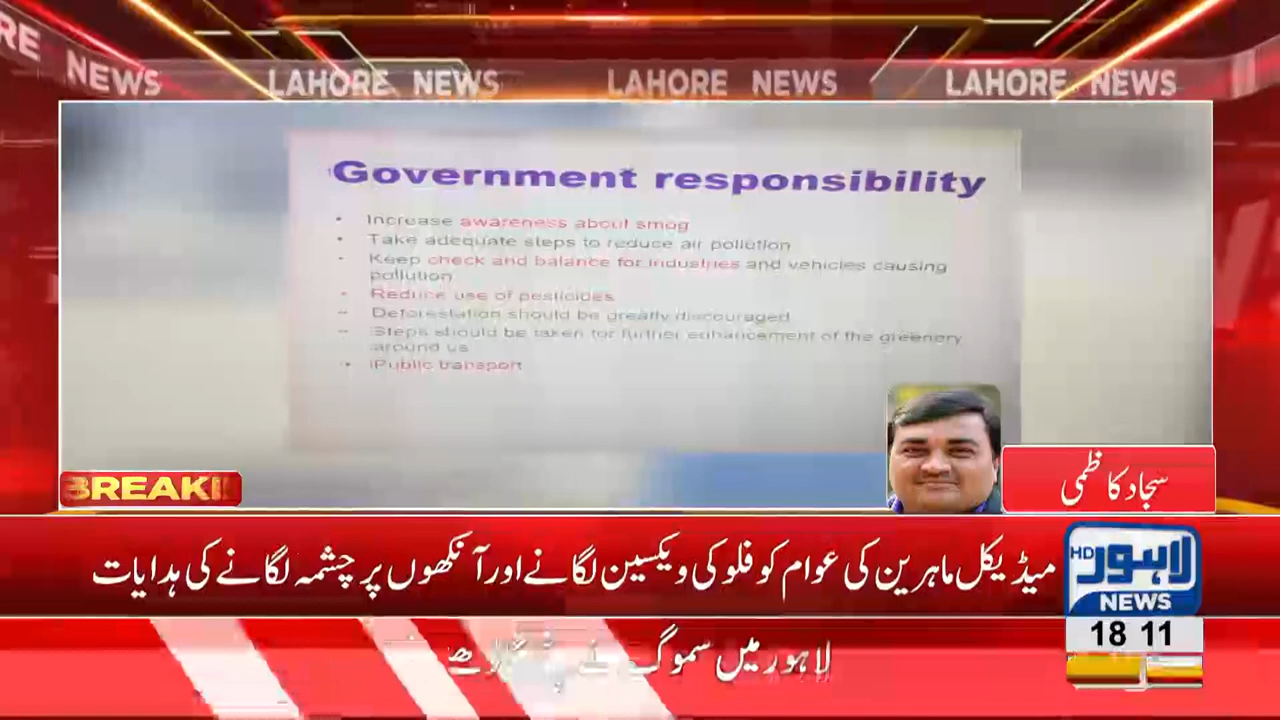 RE NEWS LAHORE NEWS LAHORE NEWS LAHORE NEWS
Government responsibility
• Increase awareness about smog
• Take adequate steps to reduce air pollution
• Keep check and balance for industries and vehicles causing
pollution
• Reduce use of pesticides
– Deforestation should be greatly discouraged
– Steps should be taken for further enhancement of the greenery
around us
• Public transport
سجاد کاظمی
BREAKI
میڈیکل ماہرین کی عوام کو فلو کی ویکسین لگانے اور آنکھوں پر چشمہ لگانے کی ہدایات
HD لاہور
NEWS
18 11
لاہور میں سموگ نے